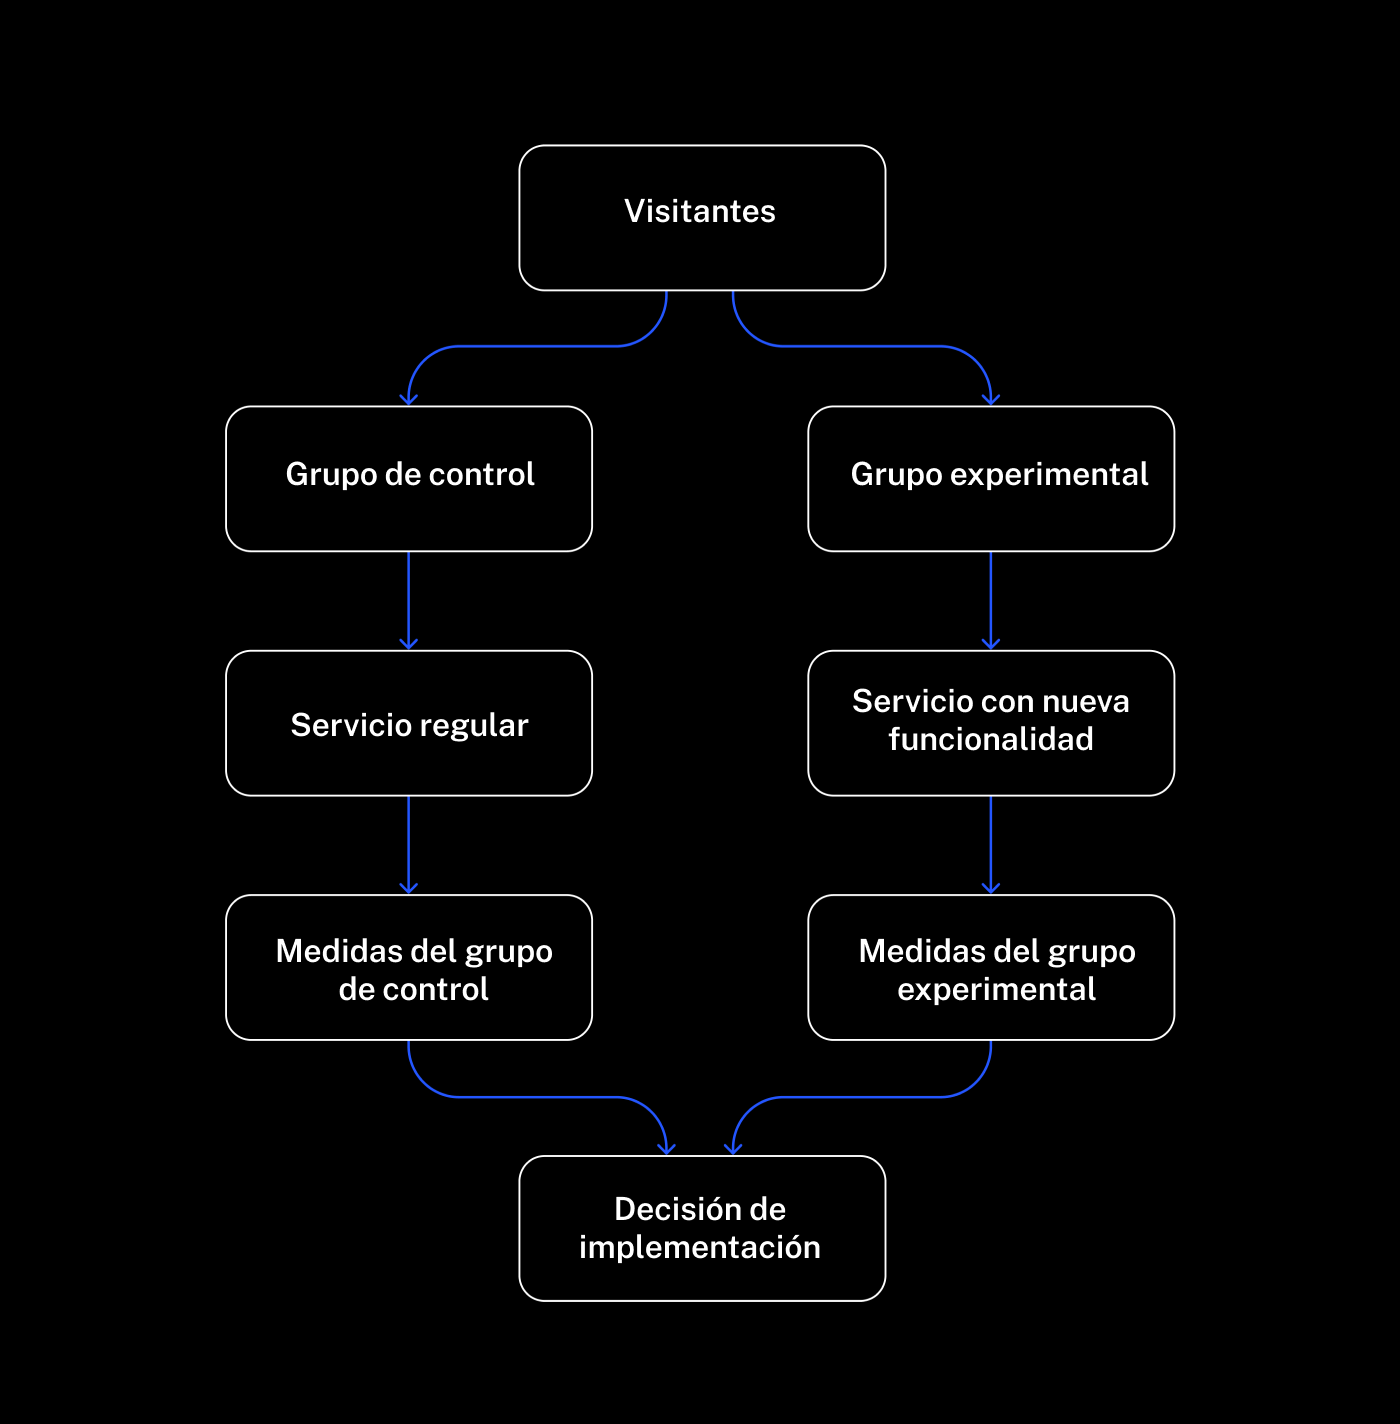 Visitantes
Grupo de control
Grupo experimental
Servicio regular
Servicio con nueva
funcionalidad
Medidas del grupo
de control
Medidas del grupo
experimental
Decisión de
implementación